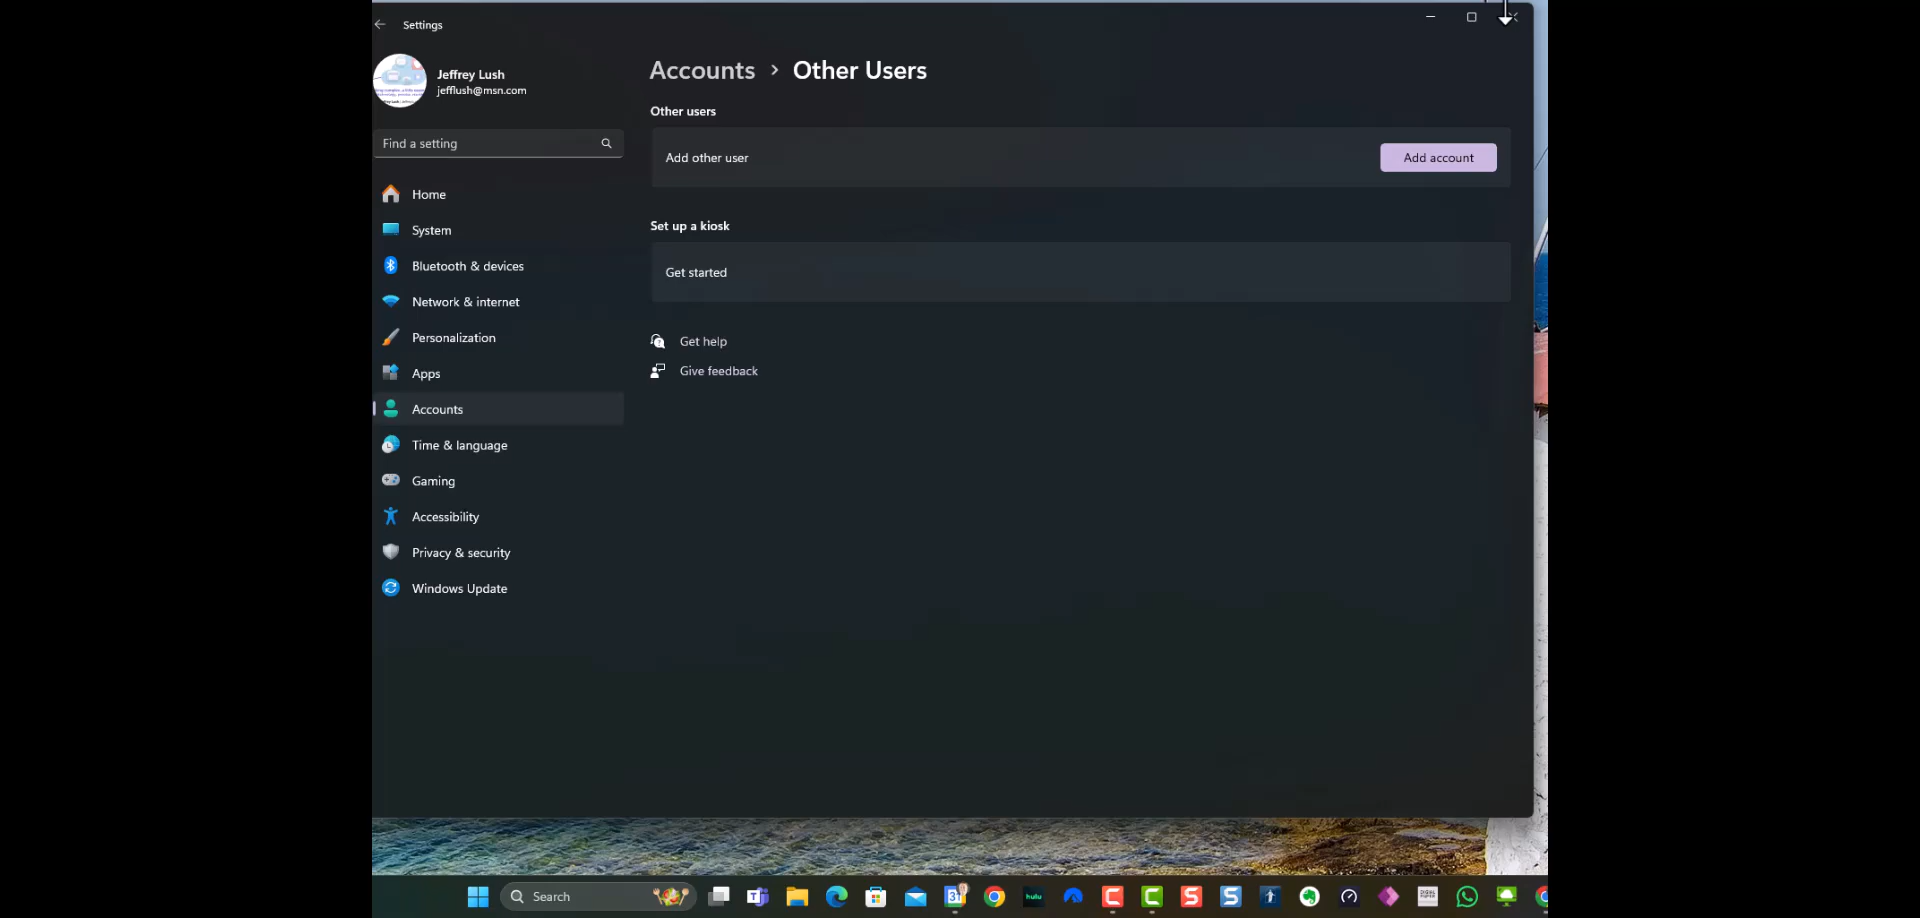 Settings
Jeffrey Lush
jefflush@msn.com
Find a setting
Home
System
Bluetooth & devices
Network & internet
Personalization
Apps
Accounts
Time & language
Gaming
Accessibility
Privacy & security
Windows Update
Accounts > Other Users
Other users
Add other user
Add account
Set up a kiosk
Get started
Get help
Give feedback
Search
31
hulu